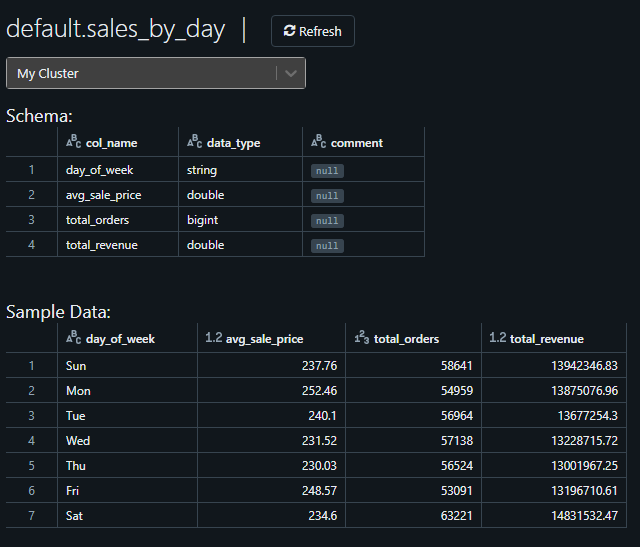 default.sales_by_day | Refresh
My Cluster
Schema:
ABC col_name ABC data_type ABC comment
1 day_of_week string null
2 avg_sale_price double null
3 total_orders bigint null
4 total_revenue double null
Sample Data:
ABC day_of_week 1.2 avg_sale_price 123 total_orders 1.2 total_revenue
1 Sun 237.76 58641 13942346.83
2 Mon 252.46 54959 13875076.96
3 Tue 240.1 56964 13677254.3
4 Wed 231.52 57138 13228715.72
5 Thu 230.03 56524 13001967.25
6 Fri 248.57 53091 13196710.61
7 Sat 234.6 63221 14831532.47